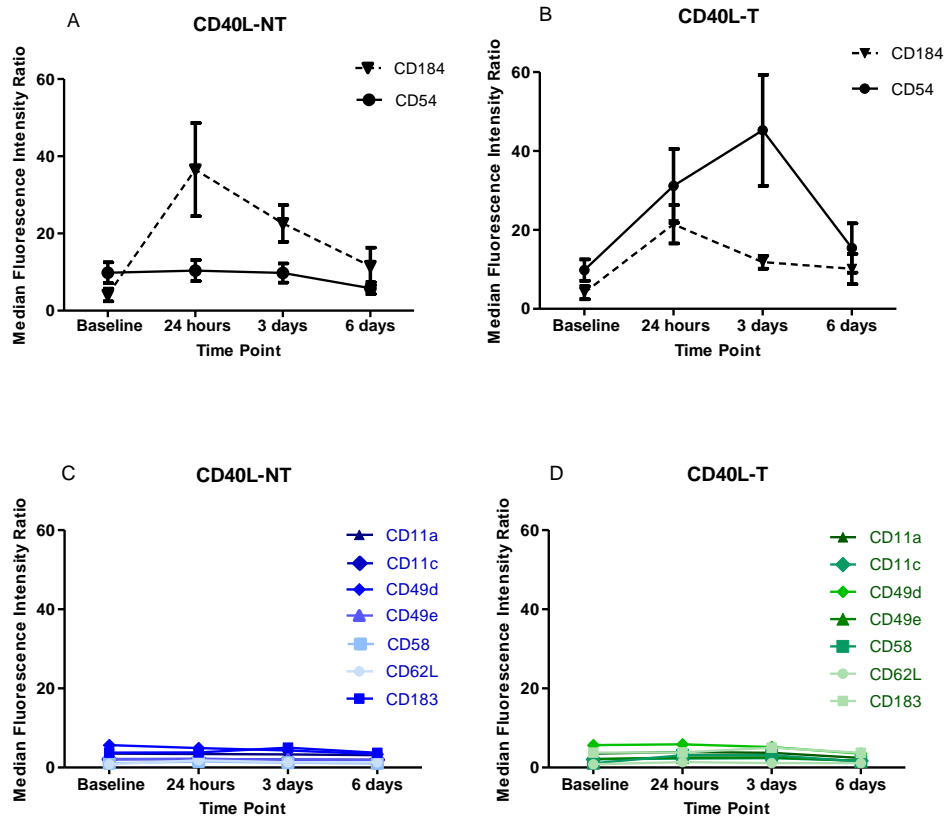 A
CD40L-NT
Median Fluorescence Intensity Ratio
60
40
20
0
CD184
CD54
Baseline 24 hours 3 days 6 days
Time Point
B
CD40L-T
Median Fluorescence Intensity Ratio
60
40
20
0
CD184
CD54
Baseline 24 hours 3 days 6 days
Time Point
C
CD40L-NT
Median Fluorescence Intensity Ratio
60
40
20
0
CD11a
CD11c
CD49d
CD49e
CD58
CD62L
CD183
Baseline 24 hours 3 days 6 days
Time Point
D
CD40L-T
Median Fluorescence Intensity Ratio
60
40
20
0
CD11a
CD11c
CD49d
CD49e
CD58
CD62L
CD183
Baseline 24 hours 3 days 6 days
Time Point